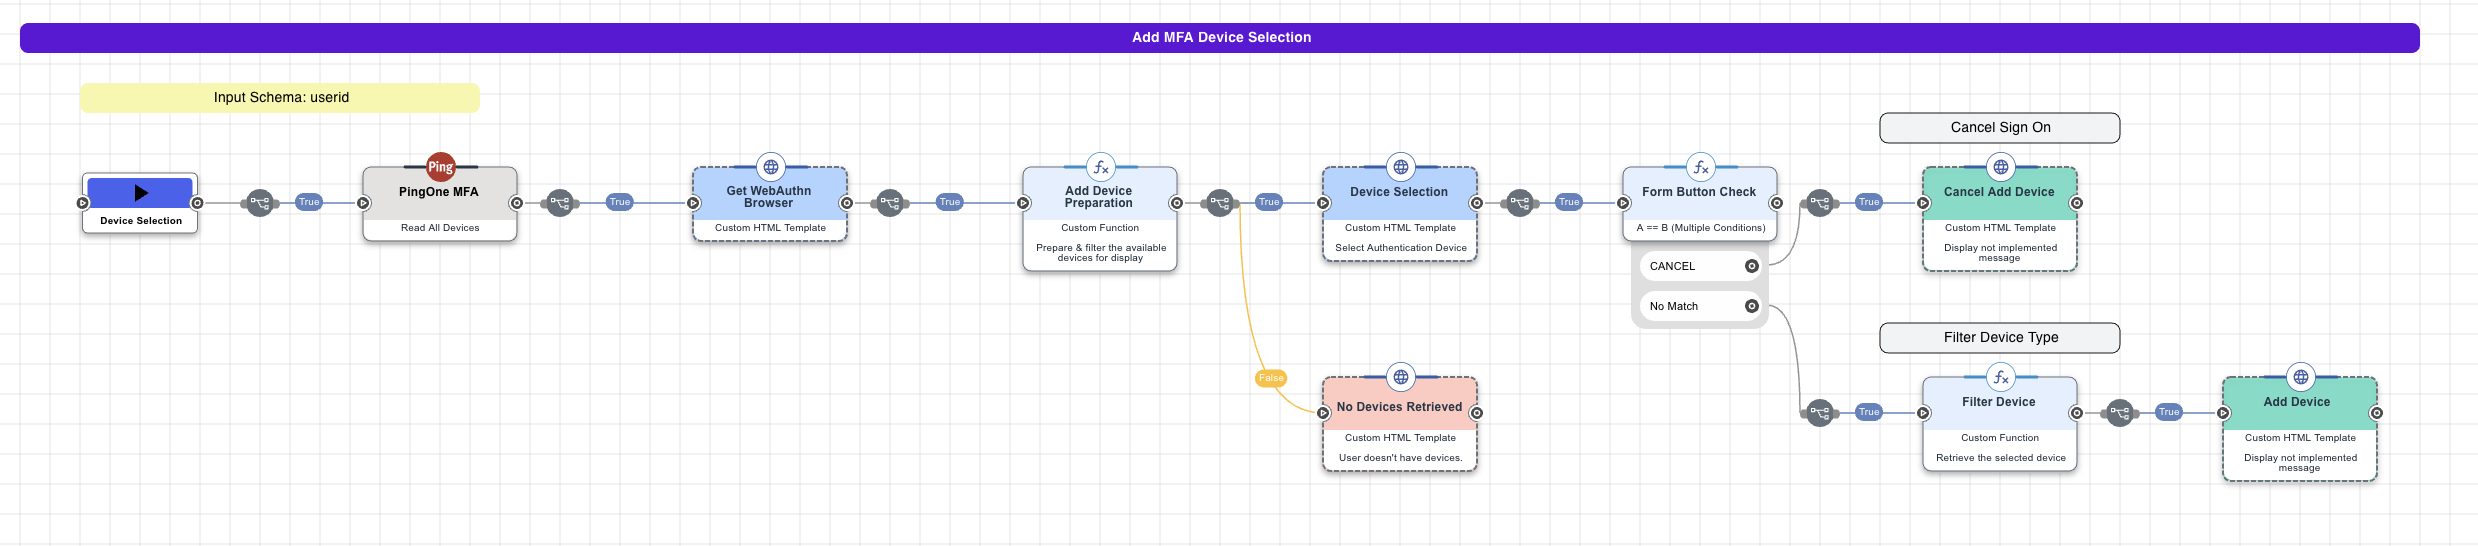 Add MFA Device Selection
Input Schema: userid
Device Selection
True
Ping
PingOne MFA
Read All Devices
True
Get WebAuthn
Browser
Custom HTML Template
True
Add Device
Preparation
Custom Function
Prepare & filter the available
devices for display
True
False
Device Selection
Custom HTML Template
Select Authentication Device
True
No Devices Retrieved
Custom HTML Template
User doesn't have devices.
Form Button Check
A == B (Multiple Conditions)
CANCEL
No Match
Cancel Sign On
True
Cancel Add Device
Custom HTML Template
Display not implemented
message
Filter Device Type
True
Filter Device
Custom Function
Retrieve the selected device
True
Add Device
Custom HTML Template
Display not implemented
message